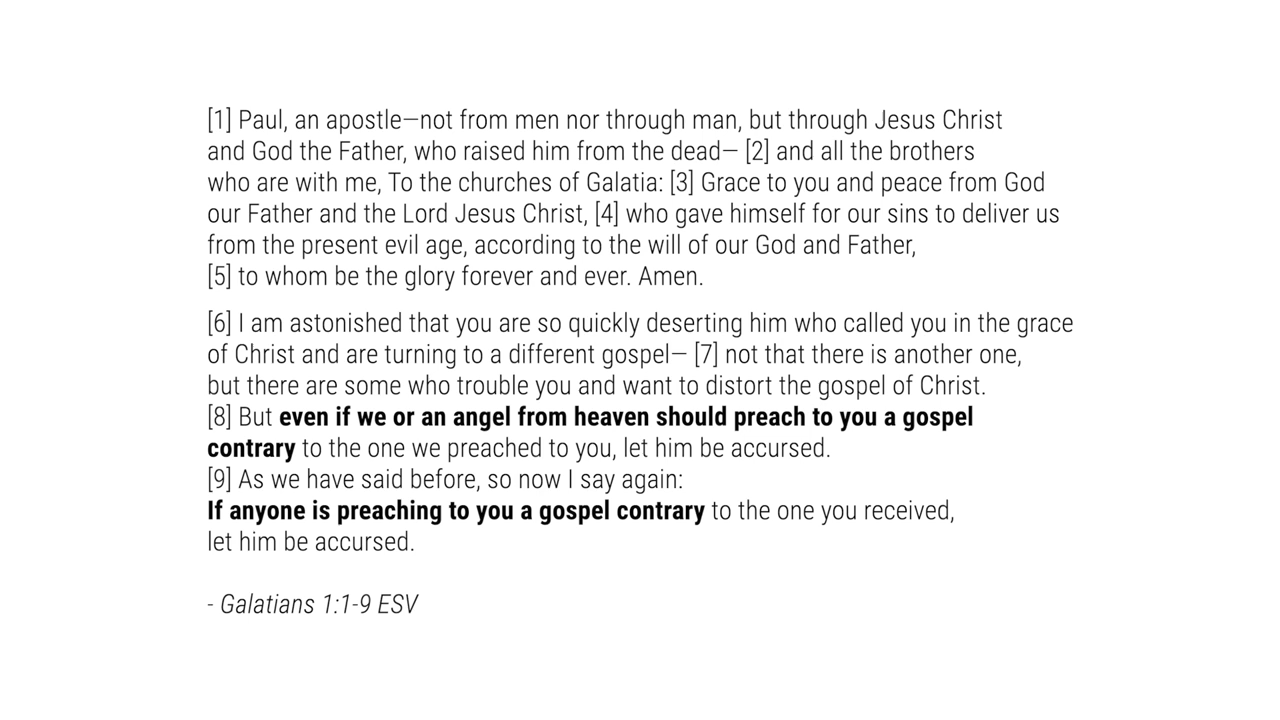 [1] Paul, an apostle—not from men nor through man, but through Jesus Christ
and God the Father, who raised him from the dead— [2] and all the brothers
who are with me, To the churches of Galatia: [3] Grace to you and peace from God
our Father and the Lord Jesus Christ, [4] who gave himself for our sins to deliver us
from the present evil age, according to the will of our God and Father,
[5] to whom be the glory forever and ever. Amen.
[6] I am astonished that you are so quickly deserting him who called you in the grace
of Christ and are turning to a different gospel— [7] not that there is another one,
but there are some who trouble you and want to distort the gospel of Christ.
[8] But even if we or an angel from heaven should preach to you a gospel
contrary to the one we preached to you, let him be accursed.
[9] As we have said before, so now I say again:
If anyone is preaching to you a gospel contrary to the one you received,
let him be accursed.
- Galatians 1:1-9 ESV